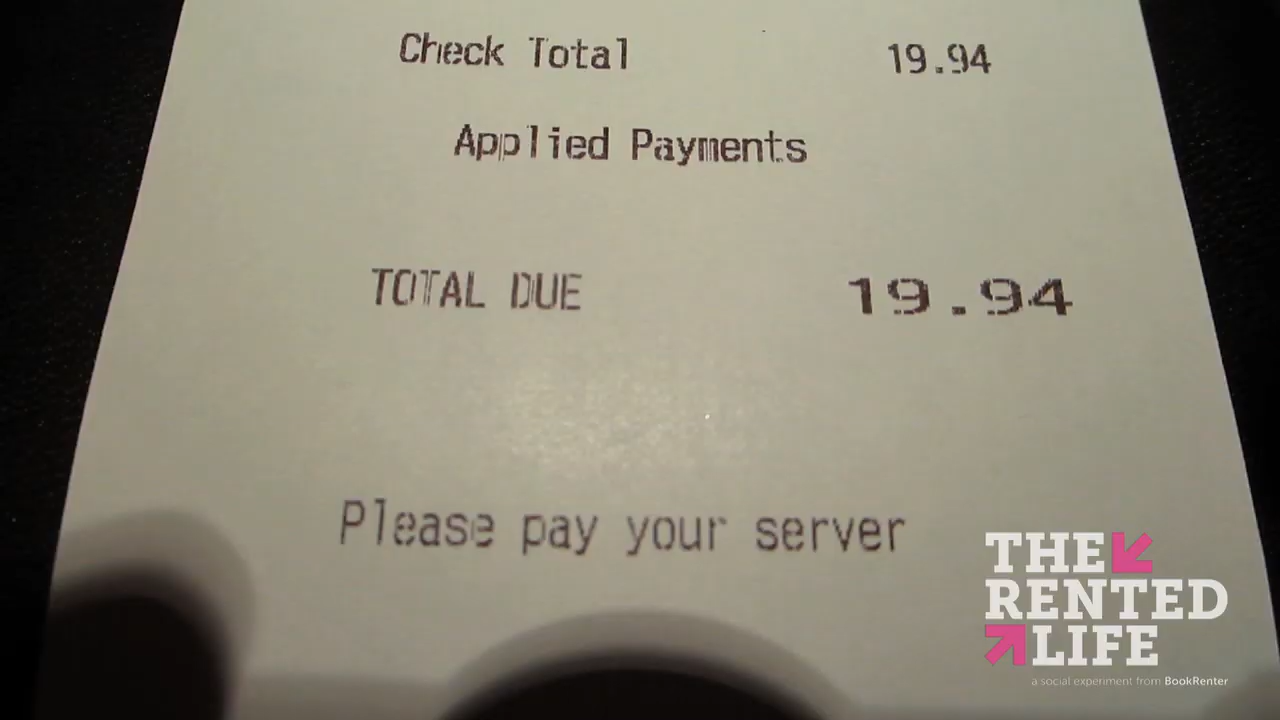 Check Total 19.94
Applied Payments
TOTAL DUE 19.94
Please pay your server
THE
RENTED
LIFE
a social experiment from BookRenter